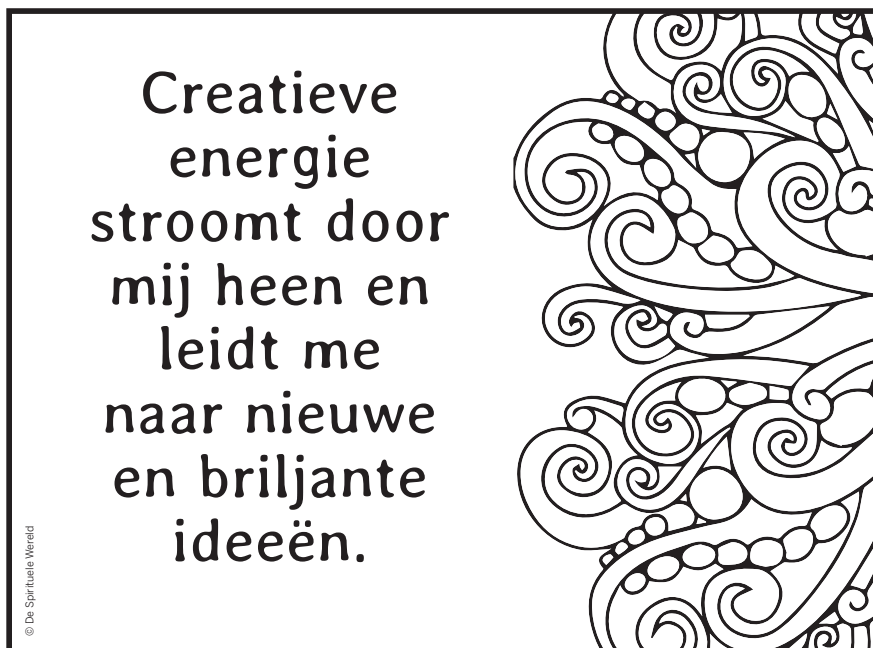 Creatieve
energie
stroomt door
mij heen en
leidt me
naar nieuwe
en briljante
ideeën.
© De Spirituele Wereld